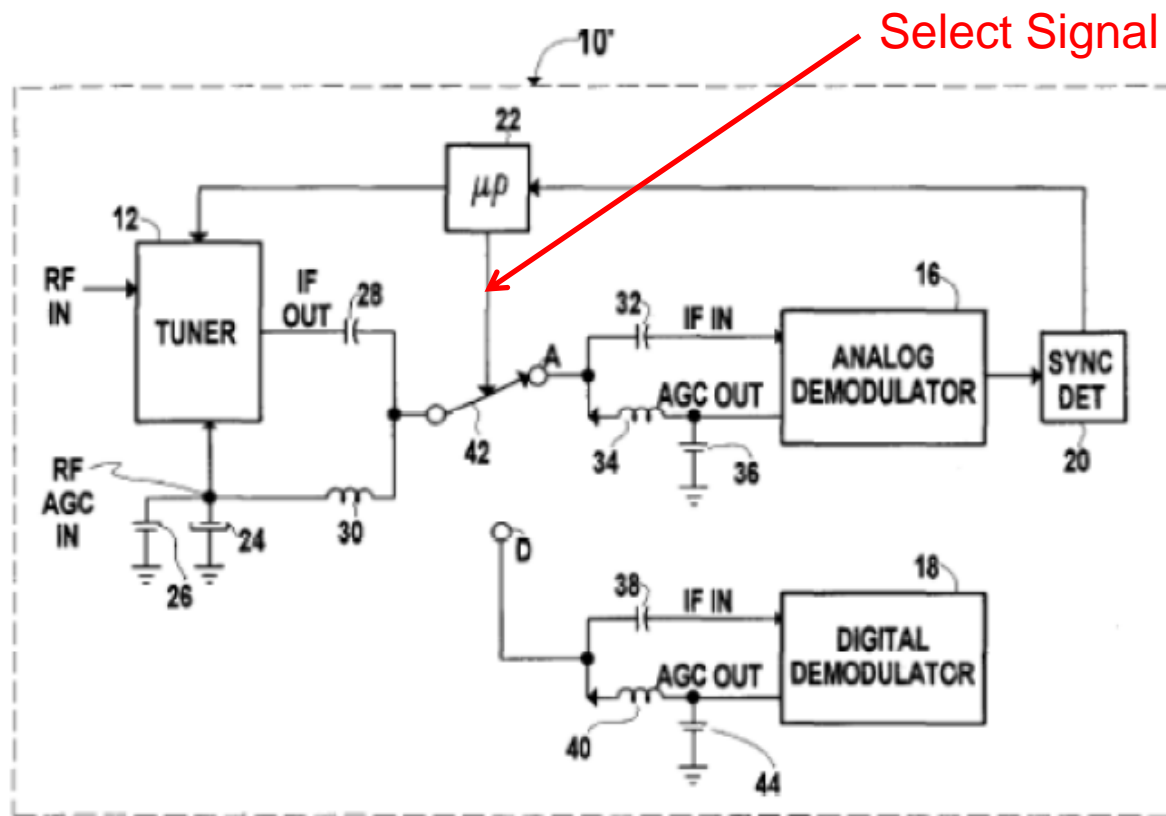 Select Signal
10'
22
µp
12
RF
IN
TUNER
IF
OUT
28
A
42
32
IF IN
AGC OUT
34
36
16
ANALOG
DEMODULATOR
SYNC
DET
20
RF
AGC
IN
26
24
30
D
38
IF IN
AGC OUT
40
44
18
DIGITAL
DEMODULATOR